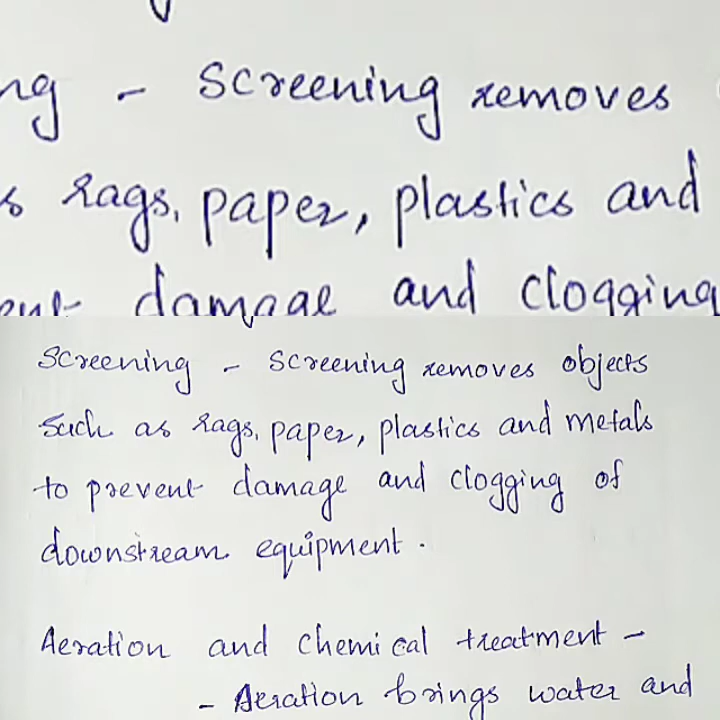 ng - Screening removes
s rags, paper, plastics and
ent damage and clogging
Screening - Screening removes objects
such as rags, paper, plastics and metals
to prevent damage and clogging of
downstream equipment.
Aeration and chemical treatment -
- Aeration brings water and